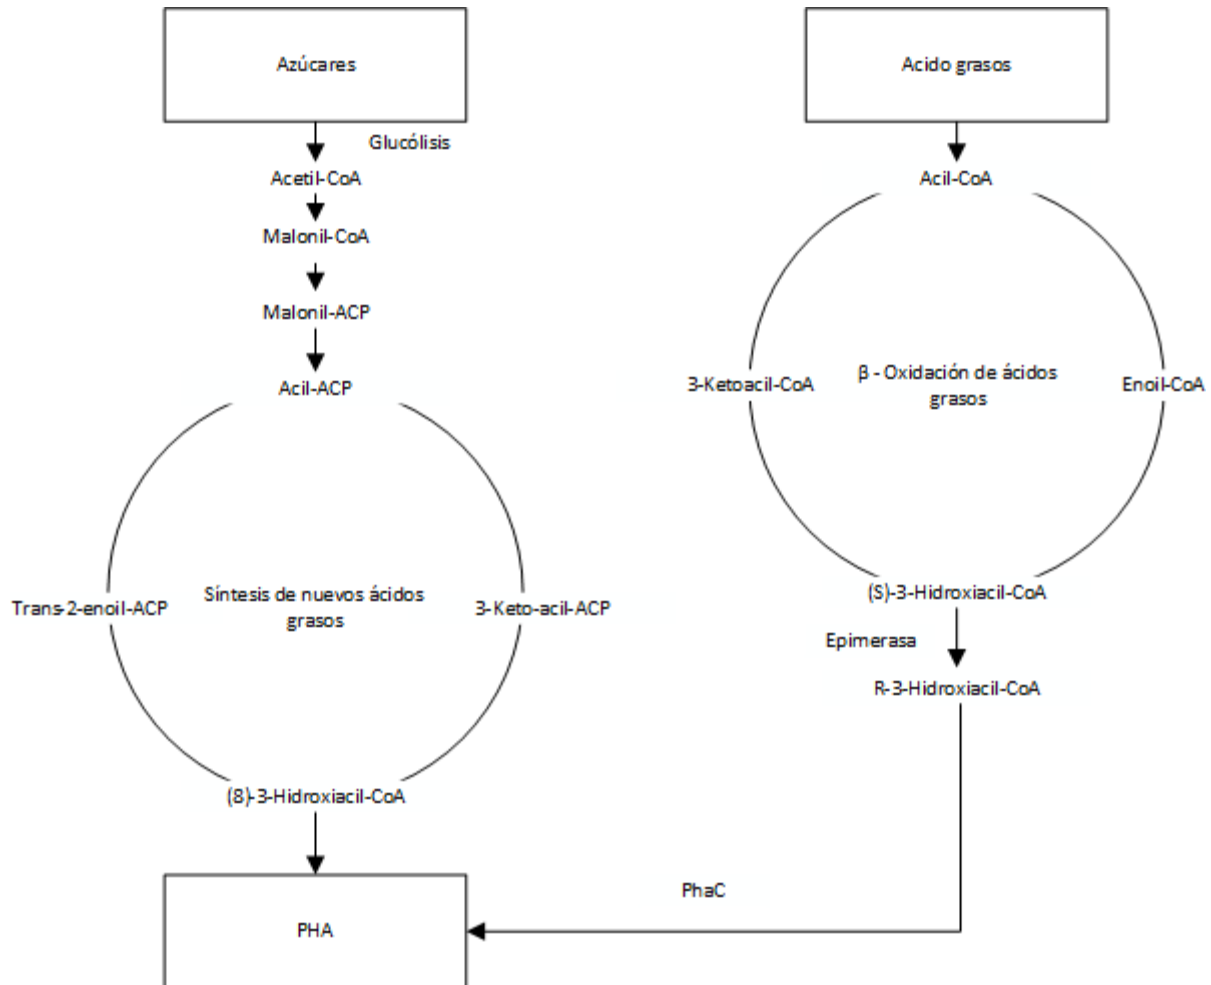 Azúcares
Glucólisis
Acetil-CoA
Malonil-CoA
Malonil-ACP
Acil-ACP
Trans-2-enoil-ACP
Síntesis de nuevos ácidos
grasos
3-Keto-acil-ACP
(8)-3-Hidroxiacil-CoA
PHA
Acido grasos
Acil-CoA
3-Ketoacil-CoA
β - Oxidación de ácidos
grasos
Enoil-CoA
(S)-3-Hidroxiacil-CoA
Epimerasa
R-3-Hidroxiacil-CoA
PhaC